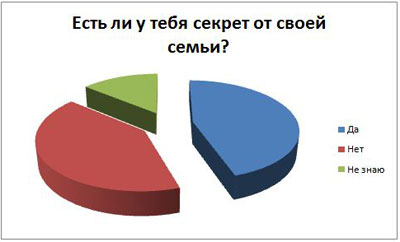 Есть ли у тебя секрет от своей
семьи?
Да
Нет
Не знаю